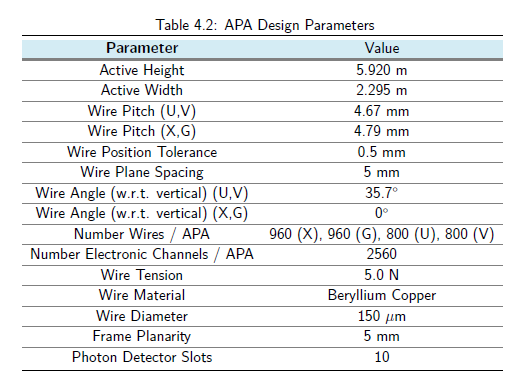 Table 4.2: APA Design Parameters
Parameter Value
Active Height 5.920 m
Active Width 2.295 m
Wire Pitch (U,V) 4.67 mm
Wire Pitch (X,G) 4.79 mm
Wire Position Tolerance 0.5 mm
Wire Plane Spacing 5 mm
Wire Angle (w.r.t. vertical) (U,V) 35.7°
Wire Angle (w.r.t. vertical) (X,G) 0°
Number Wires / APA 960 (X), 960 (G), 800 (U), 800 (V)
Number Electronic Channels / APA 2560
Wire Tension 5.0 N
Wire Material Beryllium Copper
Wire Diameter 150 μm
Frame Planarity 5 mm
Photon Detector Slots 10